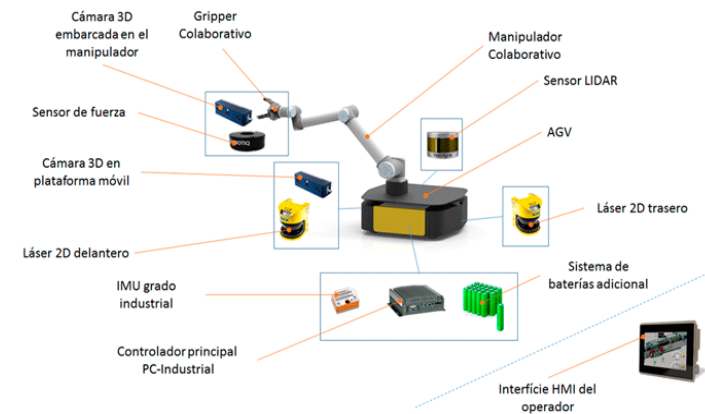 Cámara 3D
embarcada en el
manipulador
Gripper
Colaborativo
Manipulador
Colaborativo
Sensor LIDAR
Sensor de fuerza
AGV
Cámara 3D en
plataforma móvil
Láser 2D trasero
Láser 2D delantero
IMU grado
industrial
Sistema de
baterías adicional
Controlador principal
PC-Industrial
Interfície HMI del
operador